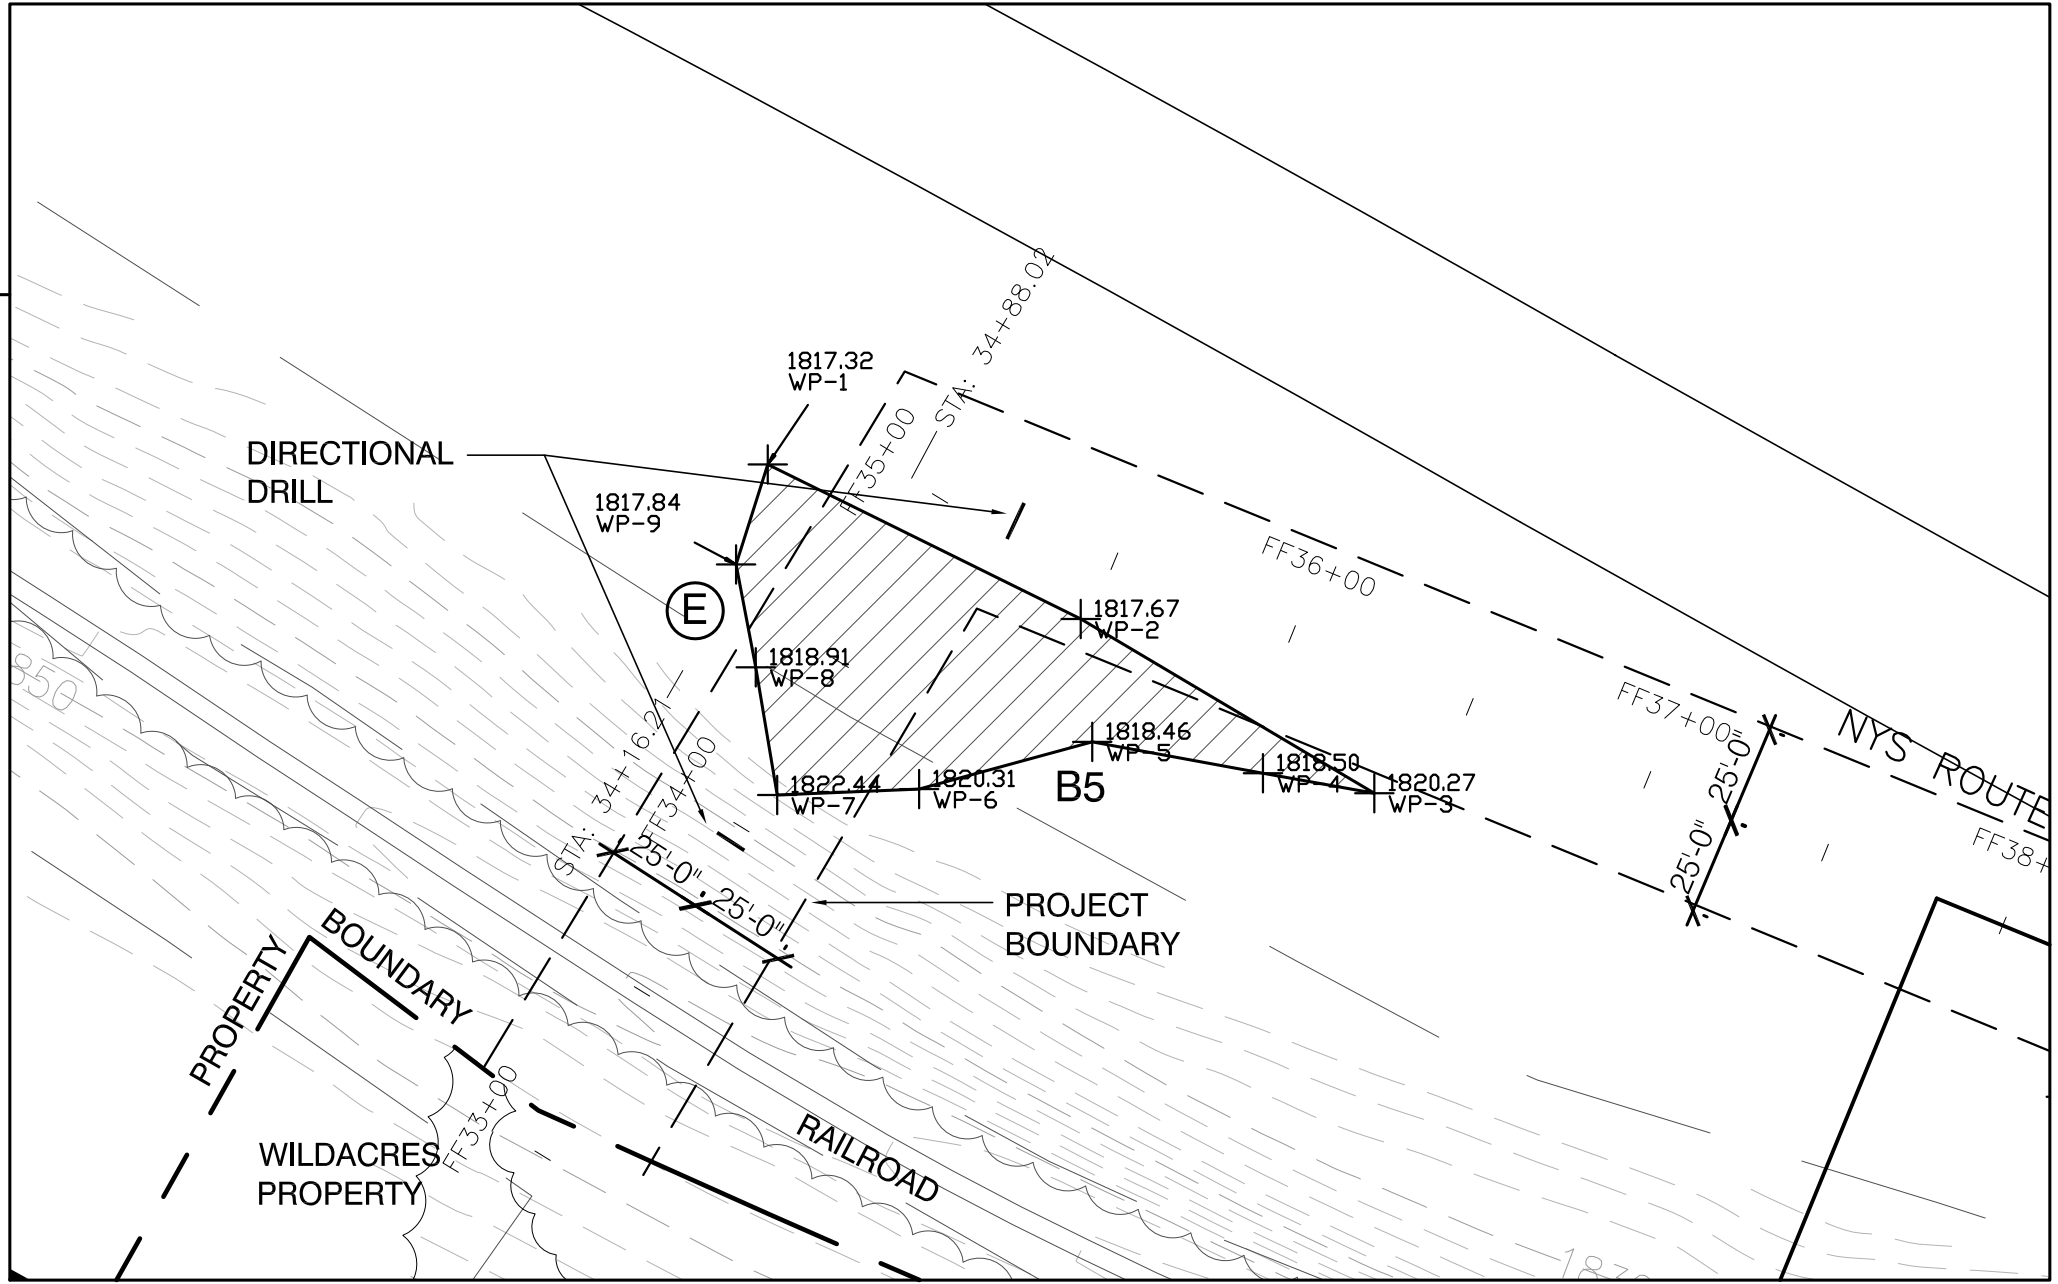 STA: 34+88.02
1817.32
WP-1
FF35+00
DIRECTIONAL
DRILL
1817.84
WP-9
FF36+00
E
1817.67
WP-2
1818.91
WP-8
850
STA: 34+16.27
FF34+00
FF37+00
NYS ROUTE
1818.46
WP-5
1818.50
WP-4
1820.27
WP-3
1822.44
WP-7
1820.31
WP-6
B5
25'-0"
25'-0"
FF38+
25'-0"
25'-0"
PROJECT
BOUNDARY
PROPERTY
BOUNDARY
FF33+00
RAILROAD
WILDACRES
PROPERTY